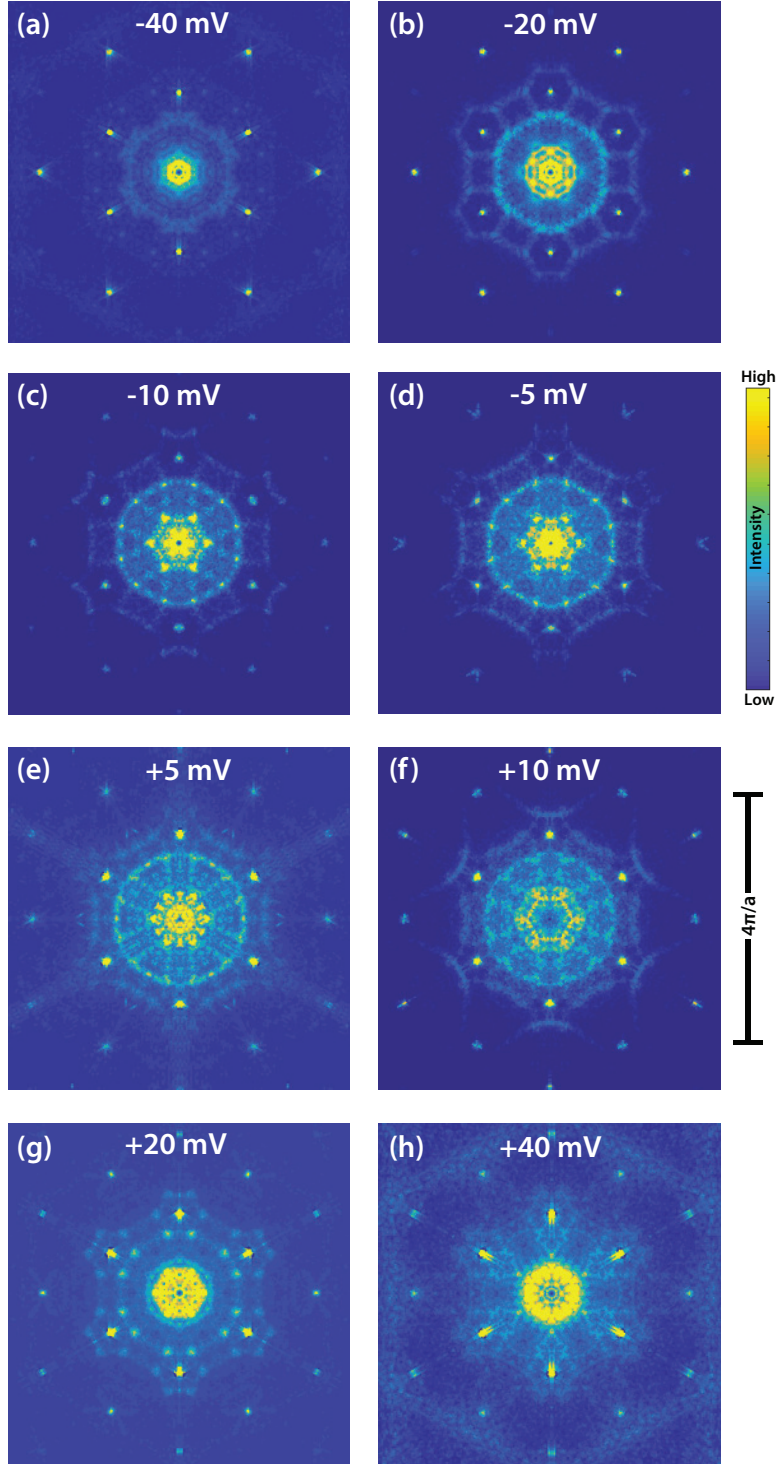 (a) -40 mV
(b) -20 mV
(c) -10 mV
(d) -5 mV
High
Intensity
Low
(e) +5 mV
(f) +10 mV
4π/a
(g) +20 mV
(h) +40 mV